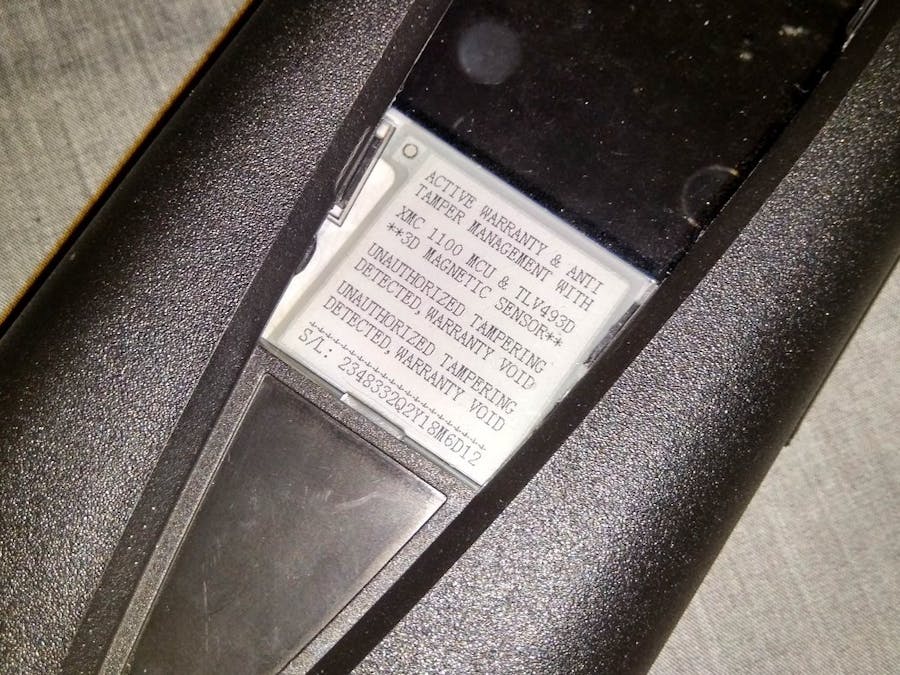 ACTIVE WARRANTY & ANTI
TAMPER MANAGEMENT WITH
XMC 1100 MCU & TLV493D
**3D MAGNETIC SENSOR**
UNAUTHORIZED TAMPERING
DETECTED,WARRANTY VOID
UNAUTHORIZED TAMPERING
DETECTED,WARRANTY VOID
*********************
S/L: 2348332Q2Y18M6D12